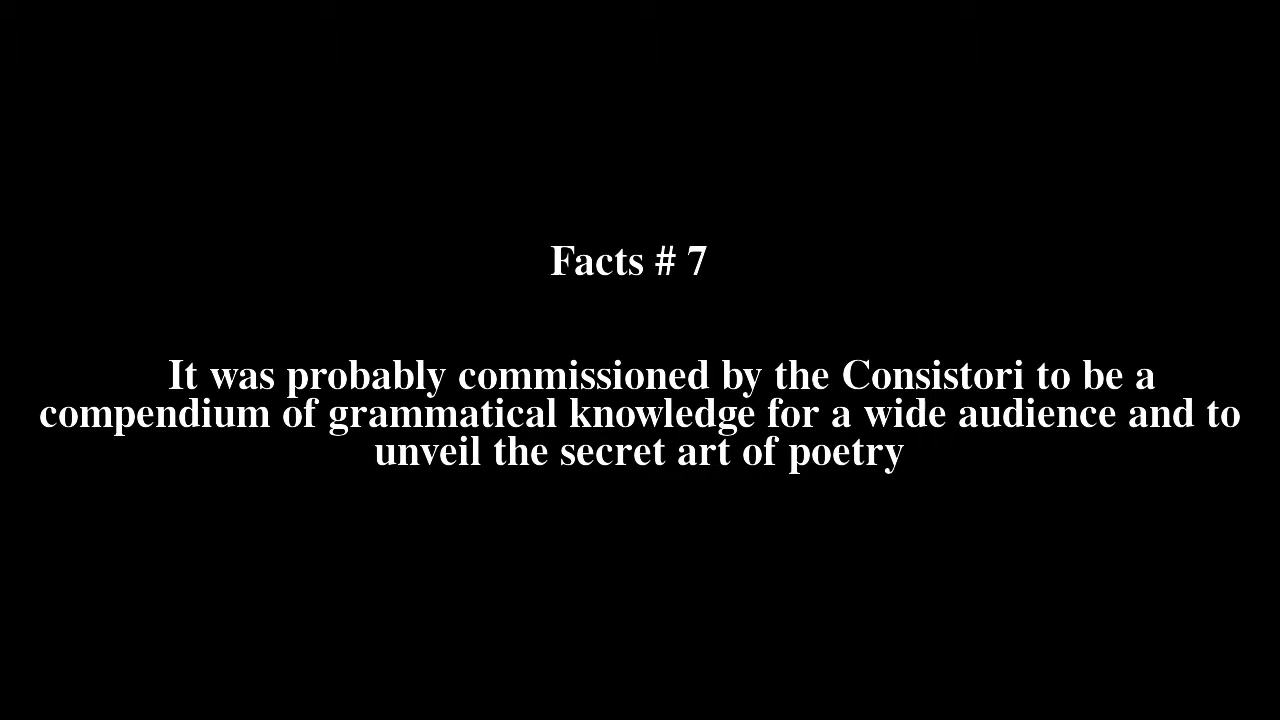 Facts # 7
It was probably commissioned by the Consistori to be a
compendium of grammatical knowledge for a wide audience and to
unveil the secret art of poetry